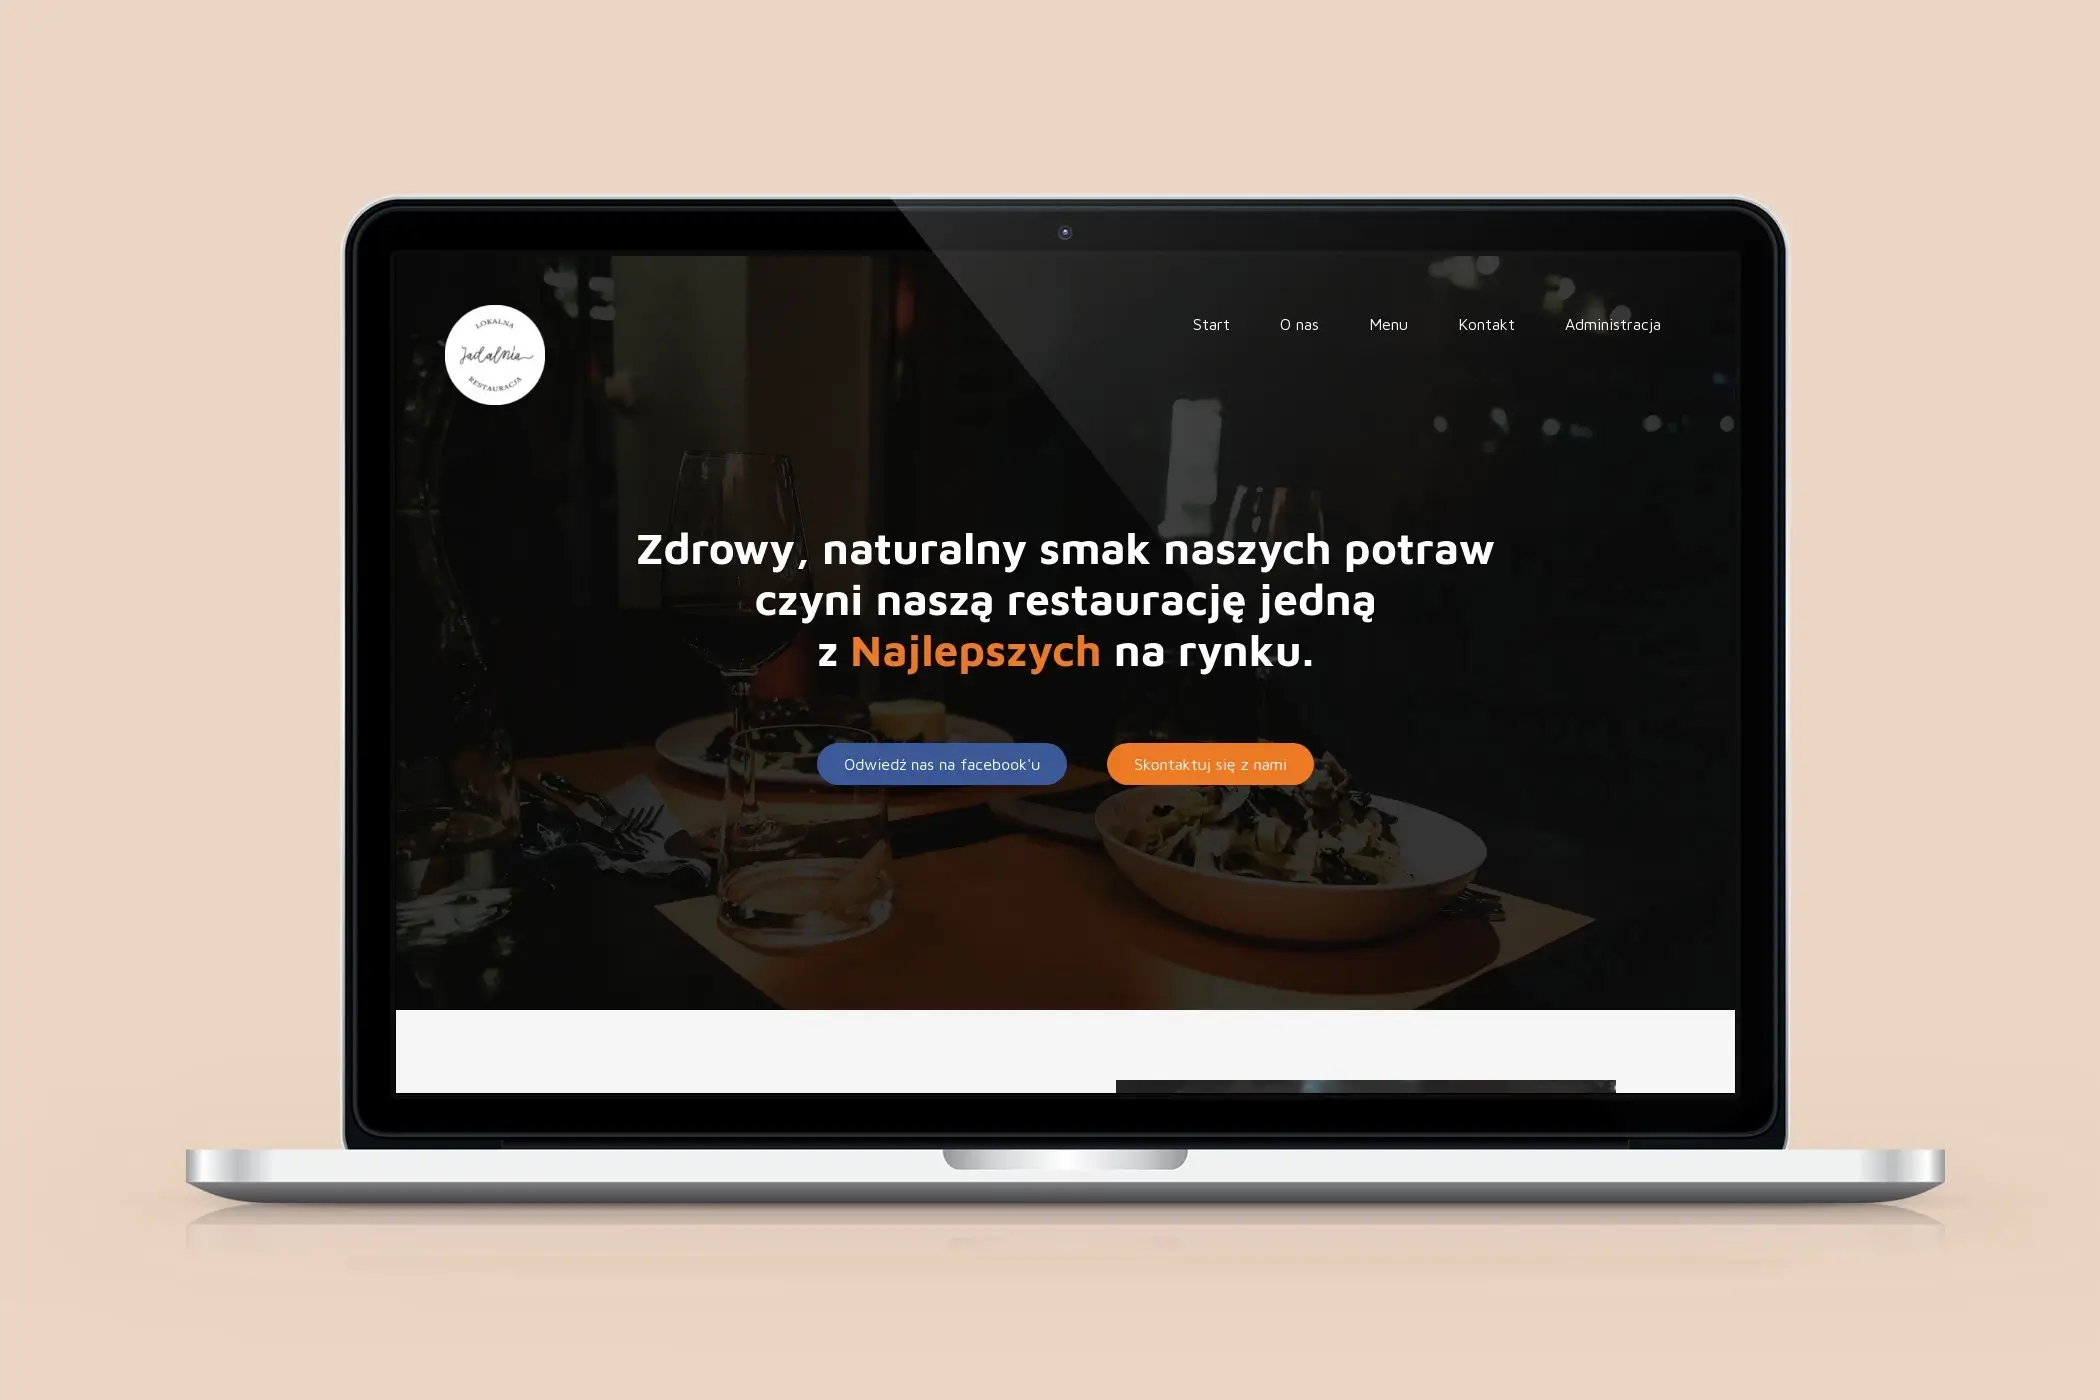 LOKALNA
Jadalnia
RESTAURACJA
Start
O nas
Menu
Kontakt
Administracja
Zdrowy, naturalny smak naszych potraw
czyni naszą restaurację jedną
z Najlepszych na rynku.
Odwiedź nas na facebook'u
Skontaktuj się z nami